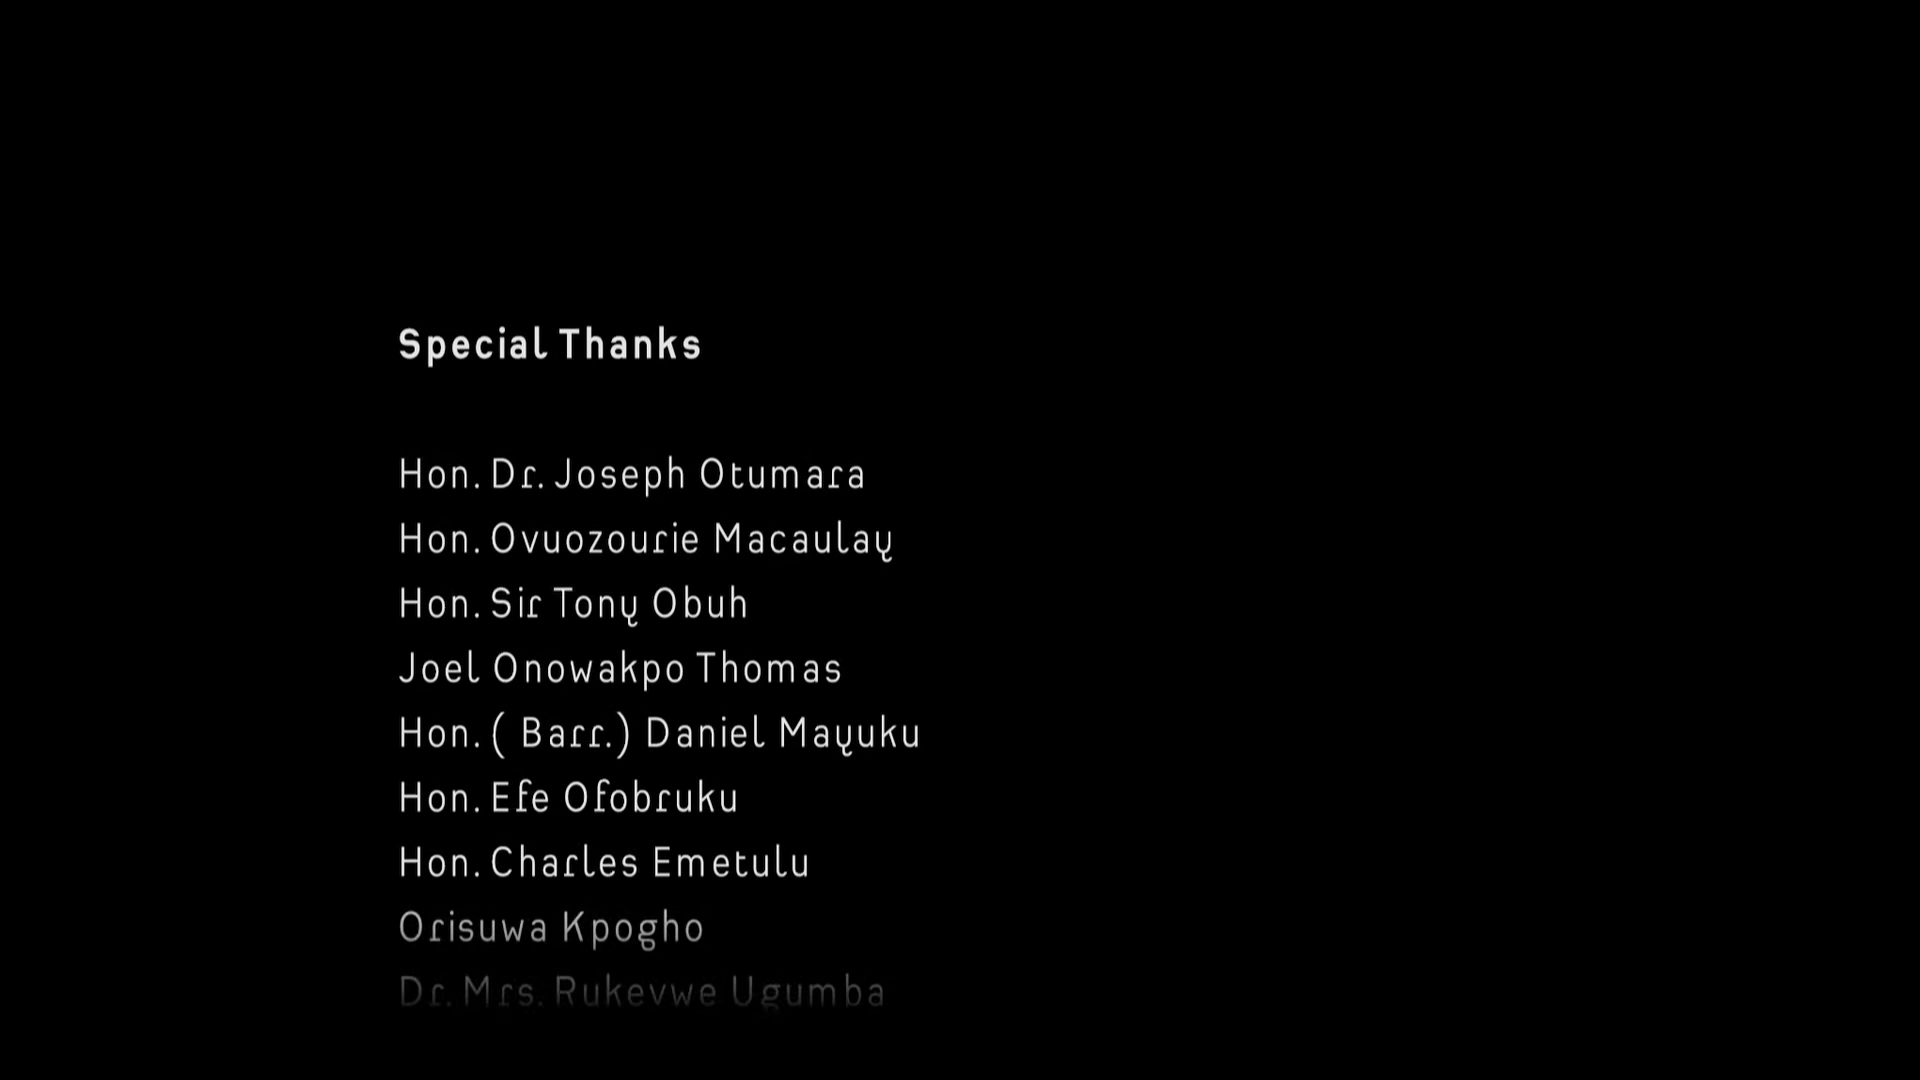 Special Thanks
Hon. Dr. Joseph Otumara
Hon. Ovuozourie Macaulay
Hon. Sir Tony Obuh
Joel Onowakpo Thomas
Hon. ( Barr.) Daniel Mayuku
Hon. Efe Ofobruku
Hon. Charles Emetulu
Orisuwa Kpogho
Dr. Mrs. Rukevwe Ugumba